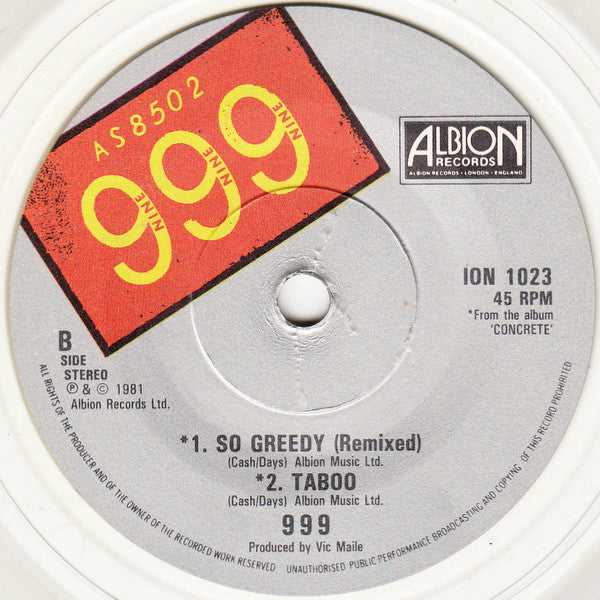 AS8502
999
NINE NINE NINE
ALBION
RECORDS
ALBION RECORDS · LONDON · ENGLAND
ION 1023
45 RPM
*From the album
'CONCRETE'
B
SIDE
STEREO
℗ & © 1981
Albion Records Ltd.
*1. SO GREEDY (Remixed)
(Cash/Days) Albion Music Ltd.
*2. TABOO
(Cash/Days) Albion Music Ltd.
999
Produced by Vic Maile
ALL RIGHTS OF THE PRODUCER AND OF THE OWNER OF THE RECORDED WORK RESERVED UNAUTHORISED PUBLIC PERFORMANCE BROADCASTING AND COPYING OF THIS RECORD PROHIBITED